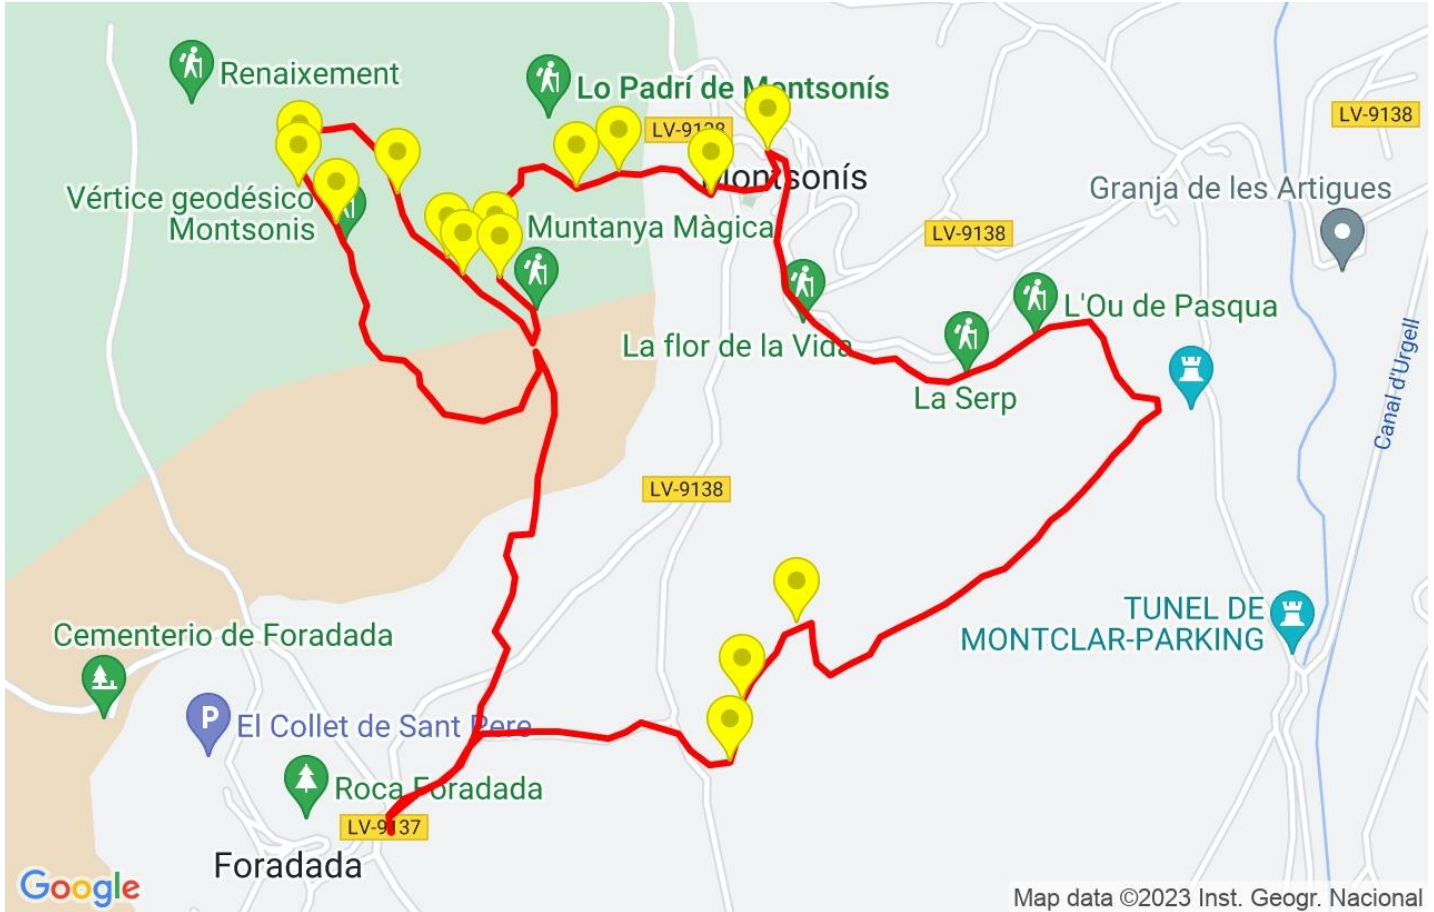 Renaixement
Lo Padrí de Montsonís
LV-9138
LV-9138
Montsonís
Granja de les Artigues
Vértice geodésico
Montsonis
Muntanya Màgica
LV-9138
L'Ou de Pasqua
La flor de la Vida
La Serp
Canal d'Urgell
LV-9138
TUNEL DE
MONTCLAR-PARKING
Cementerio de Foradada
P
El Collet de Sant Pere
Roca Foradada
LV-9137
Foradada
Google
Map data ©2023 Inst. Geogr. Nacional